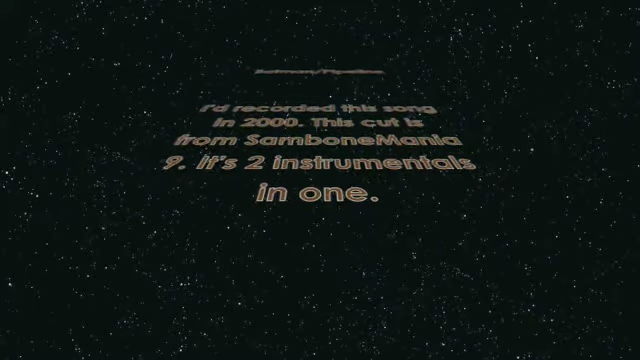 I'd recorded this song
in 2000. This cut is
from SamboneMania
9. it's 2 instrumentals
in one.